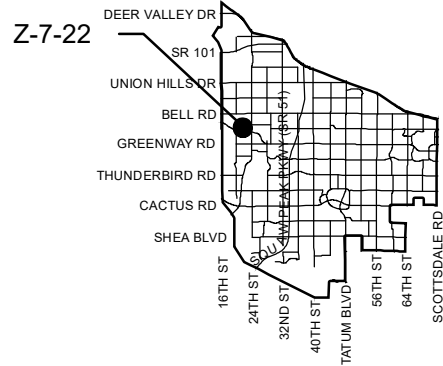 DEER VALLEY DR
Z-7-22
SR 101
UNION HILLS DR
BELL RD
GREENWAY RD
THUNDERBIRD RD
CACTUS RD
SHEA BLVD
SQUAW PEAK PKWY (SR 51)
16TH ST
24TH ST
32ND ST
40TH ST
TATUM BLVD
56TH ST
64TH ST
SCOTTSDALE RD